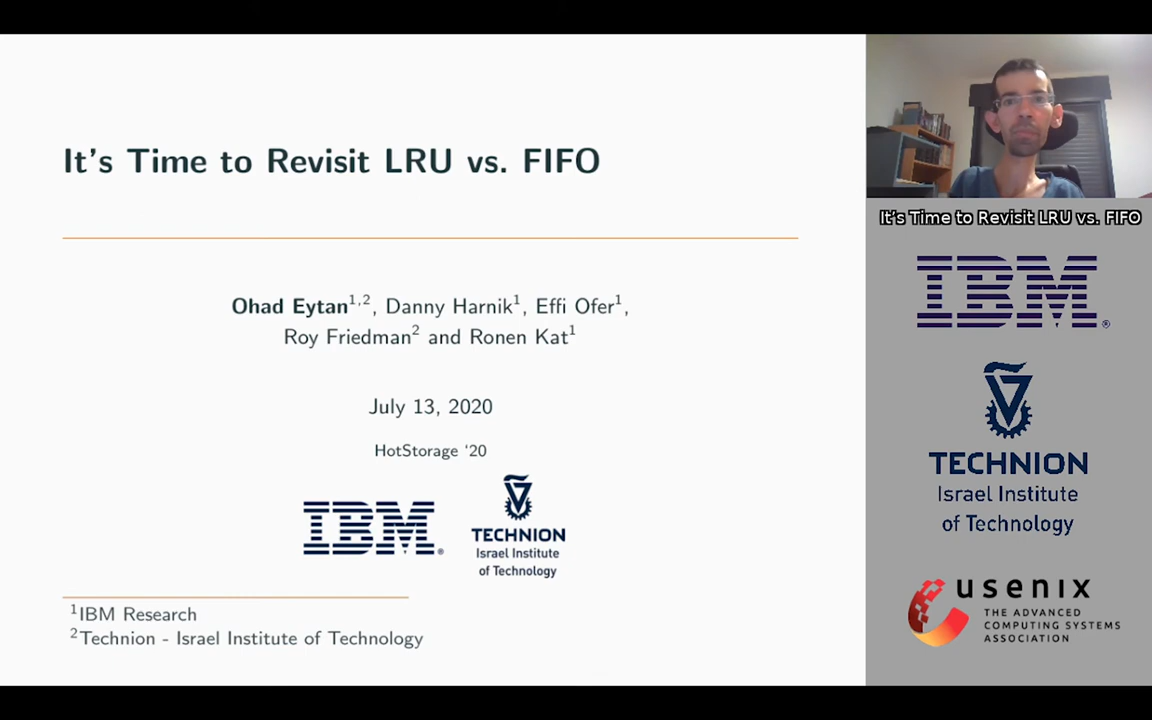 It's Time to Revisit LRU vs. FIFO
Ohad Eytan¹,², Danny Harnik¹, Effi Ofer¹,
Roy Friedman² and Ronen Kat¹
July 13, 2020
HotStorage ‘20
IBM®
TECHNION
Israel Institute
of Technology
¹IBM Research
²Technion - Israel Institute of Technology
It's Time to Revisit LRU vs. FIFO
IBM®
TECHNION
Israel Institute
of Technology
usenix
THE ADVANCED
COMPUTING SYSTEMS
ASSOCIATION